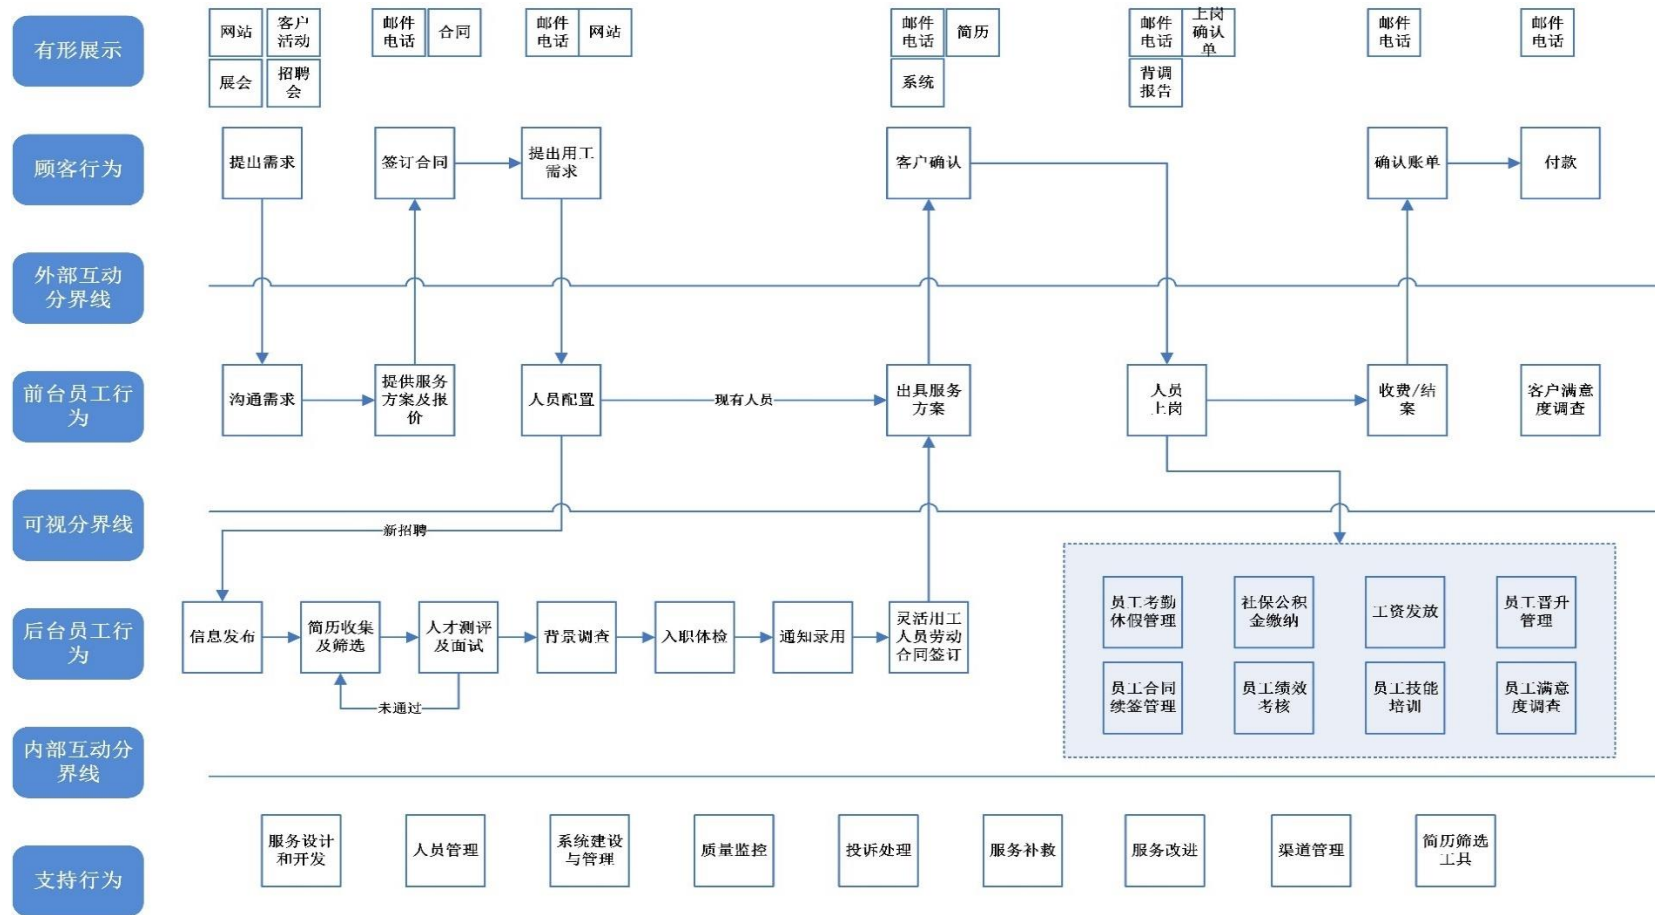 有形展示
网站
客户
活动
邮件
电话
合同
邮件
电话
网站
邮件
电话
简历
邮件
电话
上岗
确认
单
邮件
电话
邮件
电话
展会
招聘
会
系统
背调
报告
顾客行为
提出需求
签订合同
提出用工
需求
客户确认
确认账单
付款
外部互动
分界线
前台员工行
为
沟通需求
提供服务
方案及报
价
人员配置
现有人员
出具服务
方案
人员
上岗
收费/结
案
客户满意
度调查
可视分界线
新招聘
后台员工行
为
信息发布
简历收集
及筛选
人才测评
及面试
背景调查
入职体检
通知录用
灵活用工
人员劳动
合同签订
未通过
员工考勤
休假管理
社保公积
金缴纳
工资发放
员工晋升
管理
员工合同
续签管理
员工绩效
考核
员工技能
培训
员工满意
度调查
内部互动分
界线
支持行为
服务设计
和开发
人员管理
系统建设
与管理
质量监控
投诉处理
服务补救
服务改进
渠道管理
简历筛选
工具